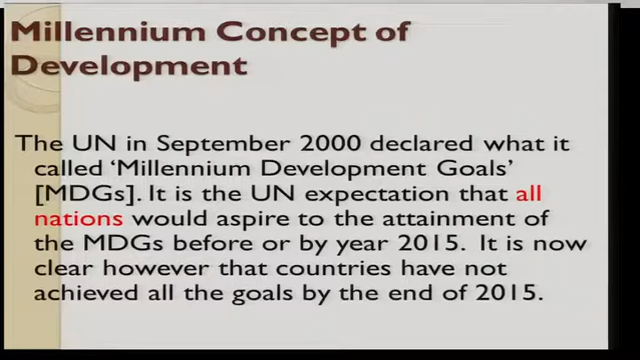 Millennium Concept of
Development
The UN in September 2000 declared what it
called ‘Millennium Development Goals’
[MDGs]. It is the UN expectation that all
nations would aspire to the attainment of
the MDGs before or by year 2015. It is now
clear however that countries have not
achieved all the goals by the end of 2015.